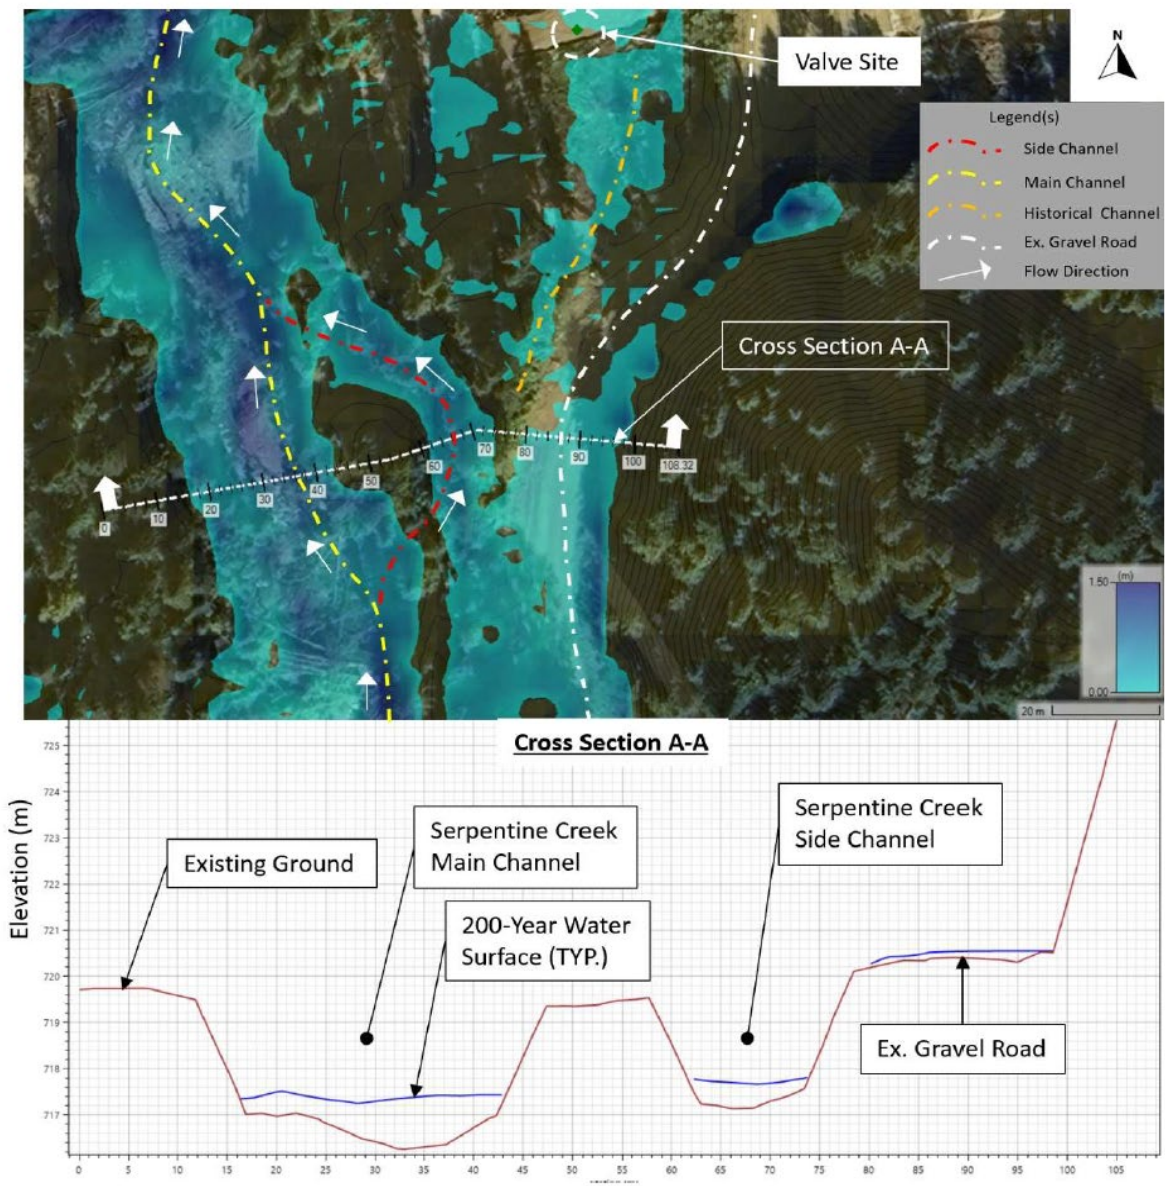 N
Valve Site
Legend(s)
Side Channel
Main Channel
Historical Channel
Ex. Gravel Road
Flow Direction
Cross Section A-A
0
10
20
30
40
50
60
70
80
90
100
108.32
1.50 (m)
0.00
20 m
Cross Section A-A
Elevation (m)
725
724
723
722
721
720
719
718
717
Existing Ground
Serpentine Creek
Main Channel
200-Year Water
Surface (TYP.)
Serpentine Creek
Side Channel
Ex. Gravel Road
0 5 10 15 20 25 30 35 40 45 50 55 60 65 70 75 80 85 90 95 100 105